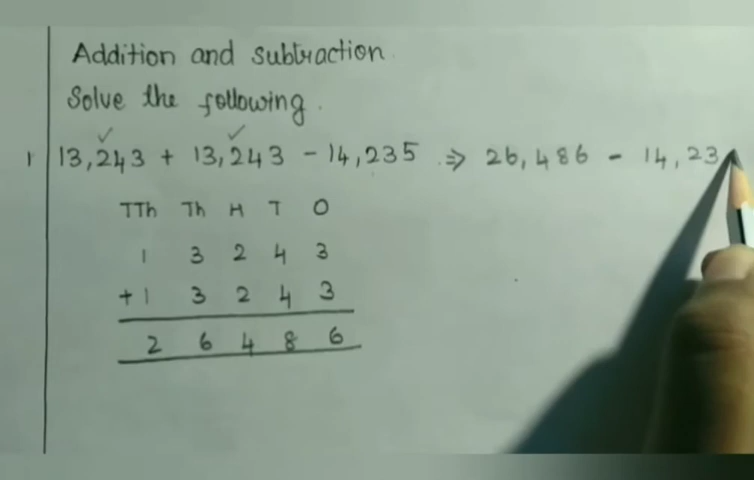 Addition and subtraction.
Solve the following.
1 13,243 + 13,243 - 14,235 ⇒ 26,486 - 14,23
TTh Th H T O
1 3 2 4 3
+ 1 3 2 4 3
2 6 4 8 6